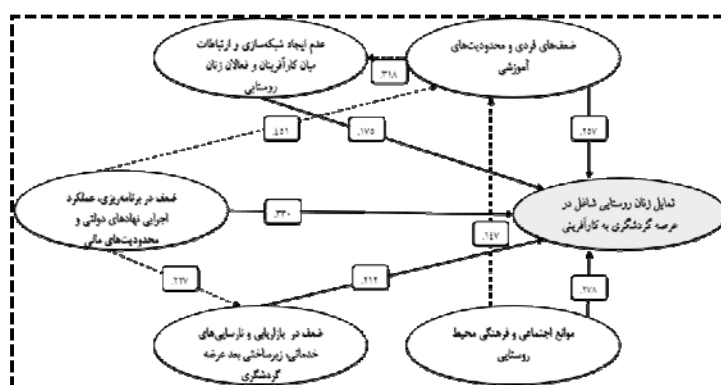 عدم ایجاد شبکه‌سازی و ارتباطات
میان کارآفرینان و فعالان زنان
روستایی
ضعف‌های فردی و محدودیت‌های
آموزشی
.۳۱۸
.۴۵۱
.۱۷۵
.۲۵۷
ضعف در برنامه‌ریزی، عملکرد
اجرایی نهادهای دولتی و
محدودیت‌های مالی
.۳۳۰
تمایل زنان روستایی شاغل در
عرصه گردشگری به کارآفرینی
.۱۴۷
.۲۳۷
.۲۱۲
.۲۷۸
ضعف در بازاریابی و نارسایی‌های
خدماتی، زیرساختی بعد عرضه
گردشگری
موانع اجتماعی و فرهنگی محیط
روستایی